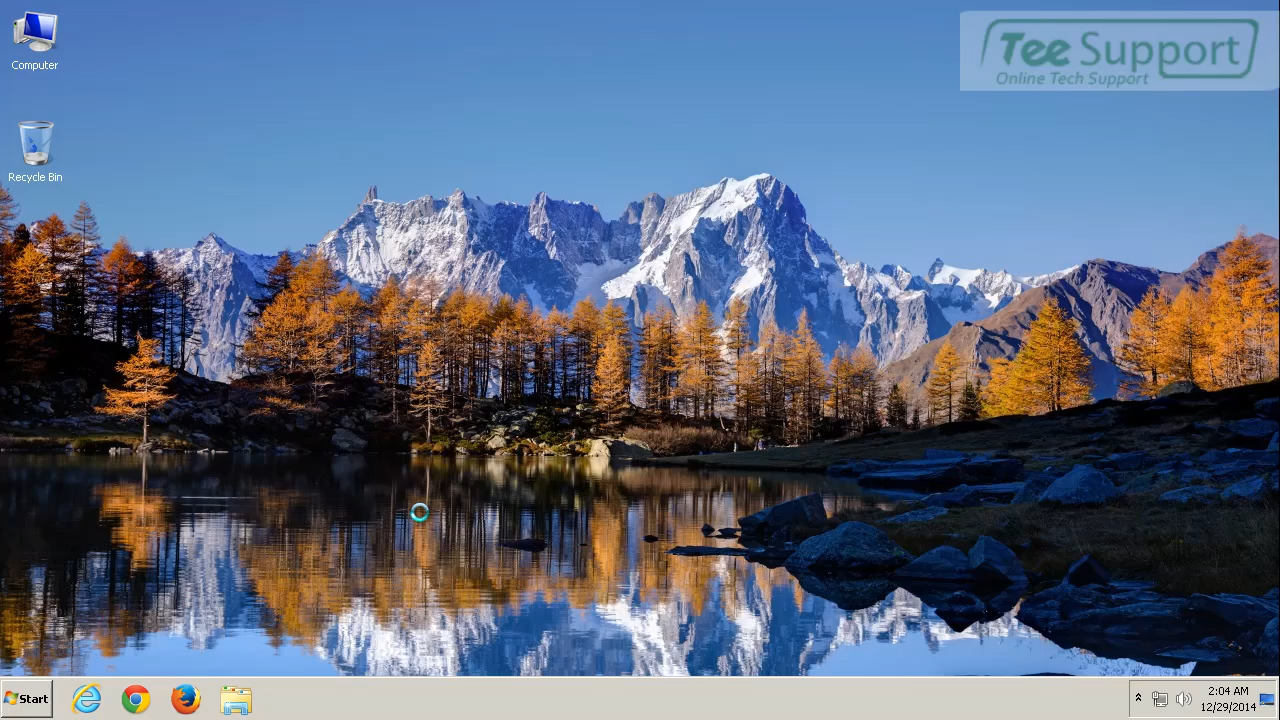 Computer
Tee Support
Online Tech Support
Recycle Bin
Start
2:04 AM
12/29/2014